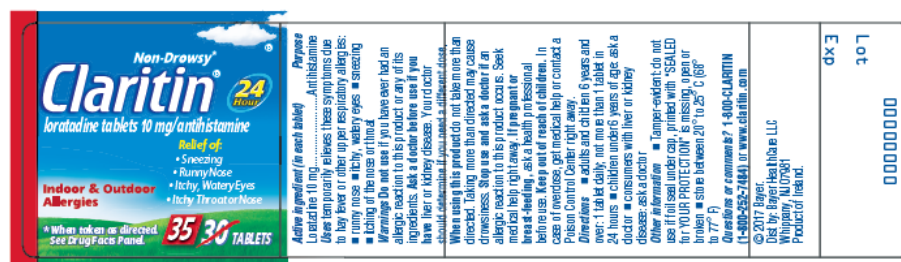 Non-Drowsy*
Claritin®
24
HOUR
loratadine tablets 10 mg/antihistamine
Relief of:
• Sneezing
• Runny Nose
• Itchy, Watery Eyes
• Itchy Throat or Nose
Indoor & Outdoor
Allergies
* When taken as directed.
See Drug Facts Panel.
35 30 TABLETS
Active ingredient (in each tablet) Purpose
Loratadine 10 mg..................Antihistamine
Uses temporarily relieves these symptoms due
to hay fever or other upper respiratory allergies:
■ runny nose ■ itchy, watery eyes ■ sneezing
■ itching of the nose or throat
Warnings Do not use if you have ever had an
allergic reaction to this product or any of its
ingredients. Ask a doctor before use if you
have liver or kidney disease. Your doctor
should determine if you need a different dose.
When using this product do not take more than
directed. Taking more than directed may cause
drowsiness. Stop use and ask a doctor if an
allergic reaction to this product occurs. Seek
medical help right away. If pregnant or
breast-feeding, ask a health professional
before use. Keep out of reach of children. In
case of overdose, get medical help or contact a
Poison Control Center right away.
Directions ■ adults and children 6 years and
over: 1 tablet daily, not more than 1 tablet in
24 hours ■ children under 6 years of age: ask a
doctor ■ consumers with liver or kidney
disease: ask a doctor
Other information ■ Tamper-evident: do not
use if foil seal under cap, printed with "SEALED
for YOUR PROTECTION" is missing, open or
broken ■ store between 20° to 25° C (68°
to 77° F)
Questions or comments? 1-800-CLARITIN
(1-800-252-7484) or www.claritin.com
© 2017 Bayer.
Dist. by: Bayer HealthCare LLC
Whippany, NJ 07981
Product of Ireland.
Lot
Exp
00000000